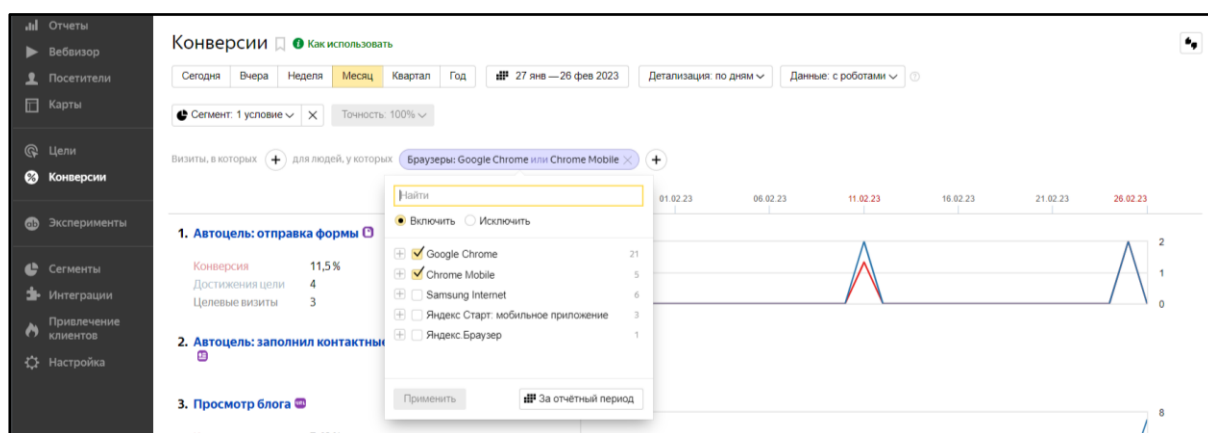 Отчеты
Вебвизор
Посетители
Карты
Цели
Конверсии
Эксперименты
Сегменты
Интеграции
Привлечение
клиентов
Настройка
Конверсии Как использовать
Сегодня Вчера Неделя Месяц Квартал Год 27 янв — 26 фев 2023 Детализация: по дням Данные: с роботами
Сегмент: 1 условие Точность: 100%
Визиты, в которых + для людей, у которых Браузеры: Google Chrome или Chrome Mobile +
Найти
Включить Исключить
Google Chrome 21
Chrome Mobile 5
Samsung Internet 6
Яндекс Старт: мобильное приложение 3
Яндекс.Браузер 1
Применить За отчётный период
01.02.23 06.02.23 11.02.23 16.02.23 21.02.23 26.02.23
1. Автоцель: отправка формы
Конверсия 11,5%
Достижения цели 4
Целевые визиты 3
2
1
0
2. Автоцель: заполнил контактные
3. Просмотр блога
8